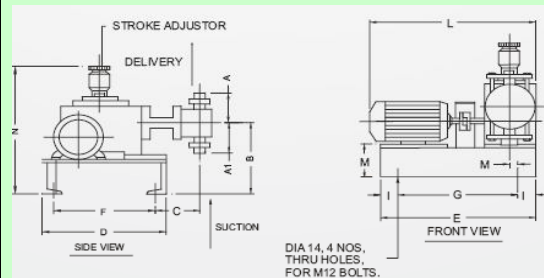 STROKE ADJUSTOR
DELIVERY
A
N
A1
B
F
C
D
SUCTION
SIDE VIEW
L
M
M
I
G
I
E
FRONT VIEW
DIA 14, 4 NOS,
THRU HOLES,
FOR M12 BOLTS.